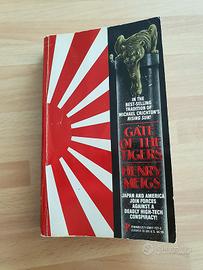 IN THE
BEST-SELLING
TRADITION OF
MICHAEL CRICHTON'S
RISING SUN!
GATE
OF THE
TIGERS
HENRY
MEIGS
JAPAN AND AMERICA
JOIN FORCES
AGAINST A
DEADLY HIGH-TECH
CONSPIRACY!